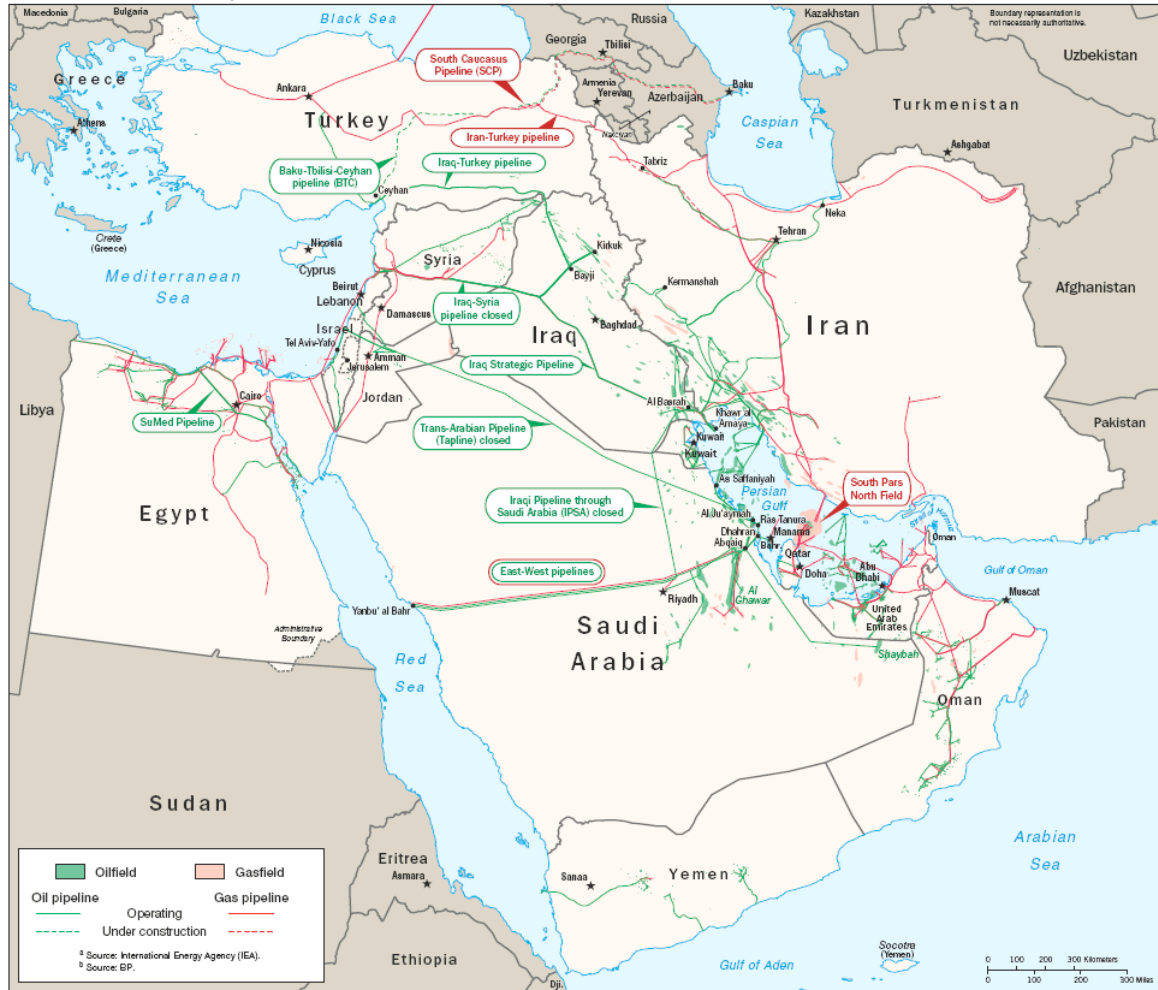 Macedonia
Bulgaria
Black Sea
Russia
Kazakhstan
Boundary representation is
not necessarily authoritative.
Georgia
Tbilisi
Uzbekistan
Greece
South Caucasus
Pipeline (SCP)
Armenia
Yerevan
Azerbaijan
Baku
Turkmenistan
Ankara
Athens
Turkey
Iran-Turkey pipeline
Caspian
Sea
Ashgabat
Baku-Tbilisi-Ceyhan
pipeline (BTC)
Iraq-Turkey pipeline
Tabriz
Ceyhan
Neka
Crete
(Greece)
Nicosia
Cyprus
Tehran
Mediterranean
Sea
Syria
Kirkuk
Bayji
Kermanshah
Afghanistan
Beirut
Lebanon
Damascus
Iraq-Syria
pipeline closed
Iraq
Baghdad
Iran
Israel
Tel Aviv-Yafo
Jerusalem
Amman
Iraq Strategic Pipeline
Libya
Cairo
Jordan
Al Basrah
Khawr al
Amaya
SuMed Pipeline
Trans-Arabian Pipeline
(Tapline) closed
Kuwait
Kuwait
Pakistan
As Saffaniyah
Persian
Gulf
South Pars
North Field
Egypt
Iraqi Pipeline through
Saudi Arabia (IPSA) closed
Al Ju'aymah
Ras Tanura
Dhahran
Manama
Abqaiq
Bahr.
Qatar
Doha
Abu
Dhabi
Strait of Hormuz
Oman
Gulf of Oman
East-West pipelines
Muscat
Yanbu' al Bahr
Riyadh
Al
Ghawar
United
Arab
Emirates
Administrative
Boundary
Saudi
Arabia
Shaybah
Red
Sea
Oman
Sudan
Arabian
Sea
Eritrea
Asmara
Sanaa
Yemen
Oilfield
Gasfield
Oil pipeline
Gas pipeline
Operating
Under construction
a Source: International Energy Agency (IEA).
b Source: BP.
Ethiopia
Dji.
Gulf of Aden
Socotra
(Yemen)
0 100 200 300 Kilometers
0 100 200 300 Miles